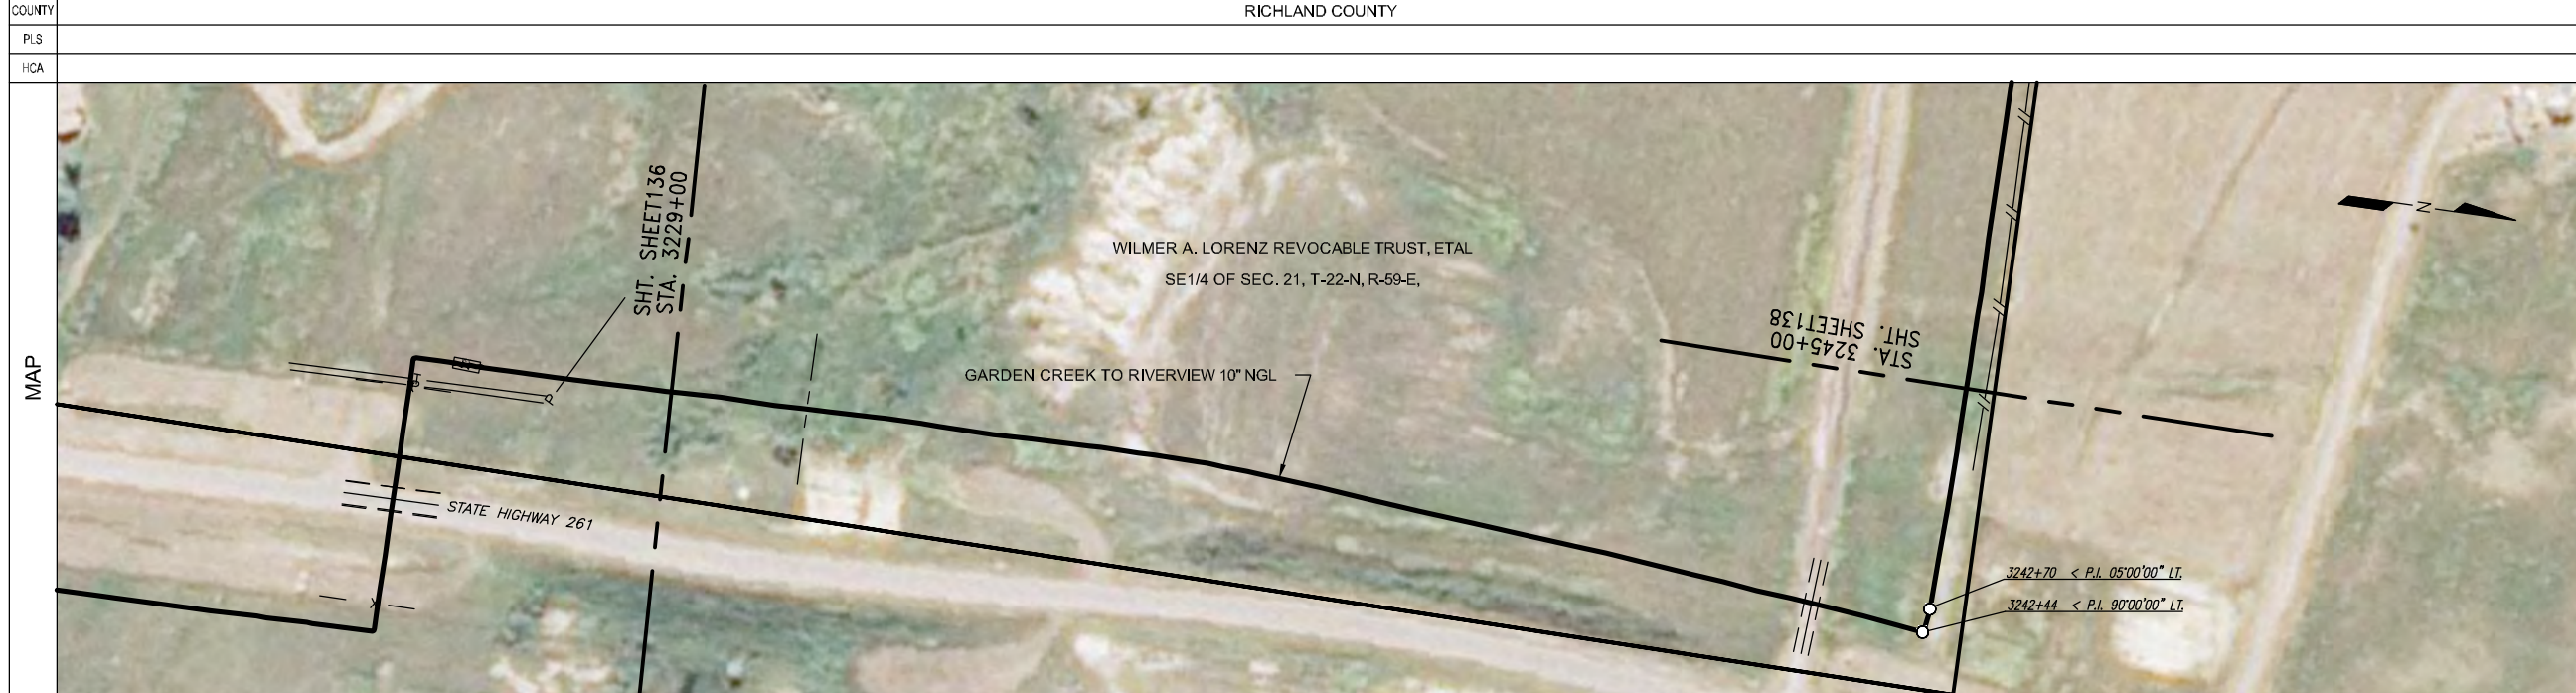 COUNTY
RICHLAND COUNTY
PLS
HCA
MAP
SHT. SHEET136
STA. 3229+00
WILMER A. LORENZ REVOCABLE TRUST, ETAL
SE1/4 OF SEC. 21, T-22-N, R-59-E,
N
STA. 3245+00
SHT. SHEET138
GARDEN CREEK TO RIVERVIEW 10" NGL
P
P
STATE HIGHWAY 261
X
3242+70 < P.I. 05°00'00" LT.
3242+44 < P.I. 90°00'00" LT.